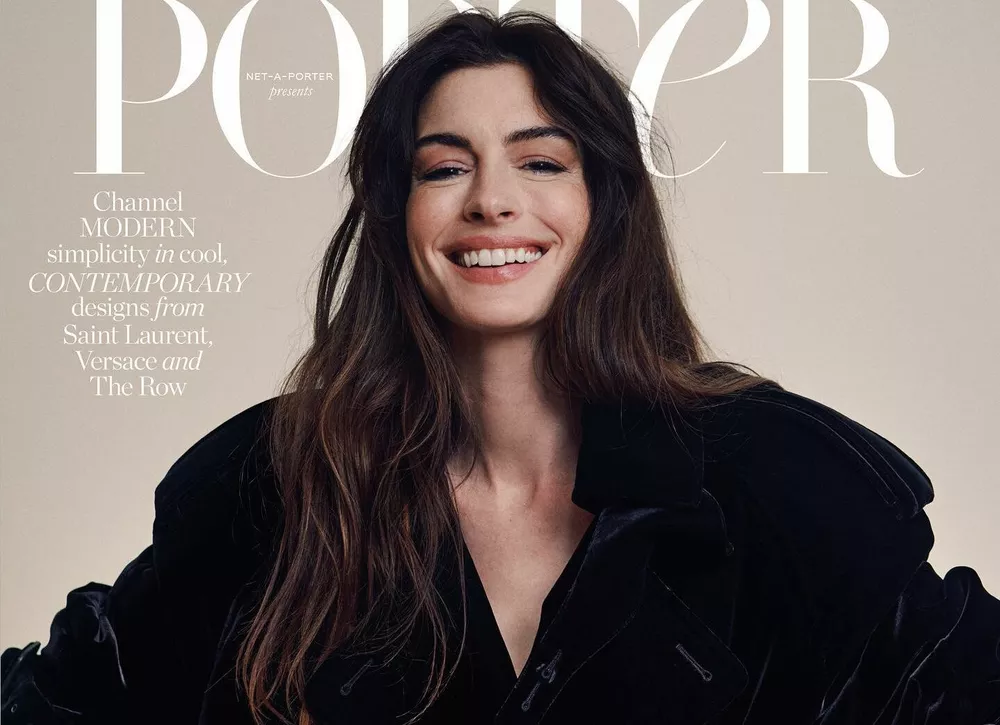 PORTER
NET-A-PORTER
presents
Channel
MODERN
simplicity in cool,
CONTEMPORARY
designs from
Saint Laurent,
Versace and
The Row